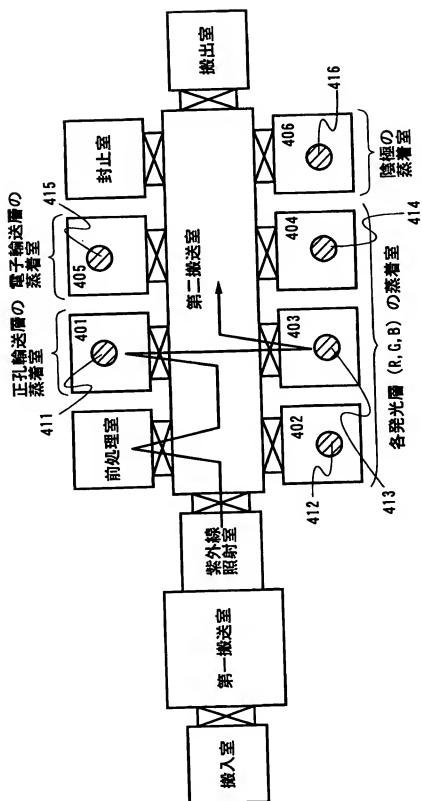 搬入室
第一搬送室
紫外線
照射室
第二搬送室
搬出室
前処理室
正孔輸送層の
蒸着室
411
401
電子輸送層の
蒸着室
415
405
封止室
402
412
403
413
404
414
406
416
各発光層 (R, G, B) の蒸着室
陰極の
蒸着室